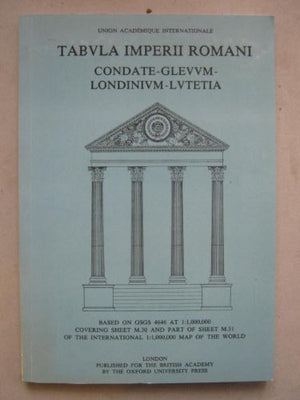 UNION ACADÉMIQUE INTERNATIONALE
TABVLA IMPERII ROMANI
CONDATE-GLEVVM-
LONDINIVM-LVTETIA
BASED ON GSGS 4646 AT 1:1,000,000
COVERING SHEET M.30 AND PART OF SHEET M.31
OF THE INTERNATIONAL 1:1,000,000 MAP OF THE WORLD
LONDON
PUBLISHED FOR THE BRITISH ACADEMY
BY THE OXFORD UNIVERSITY PRESS